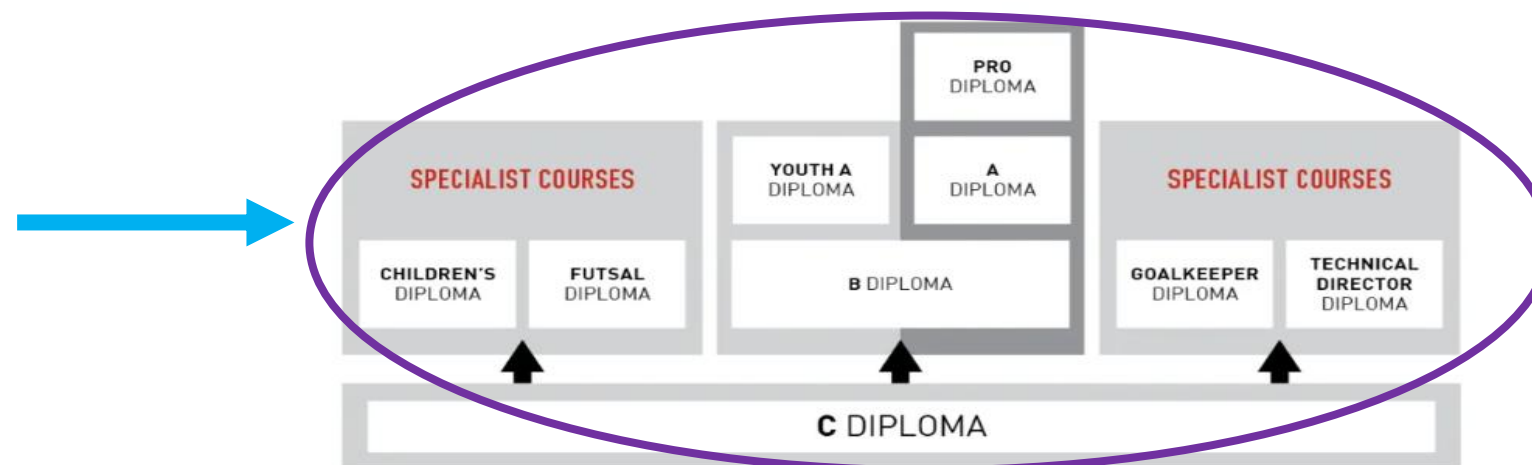 PRO
DIPLOMA
SPECIALIST COURSES
YOUTH A
DIPLOMA
A
DIPLOMA
SPECIALIST COURSES
CHILDREN'S
DIPLOMA
FUTSAL
DIPLOMA
B DIPLOMA
GOALKEEPER
DIPLOMA
TECHNICAL
DIRECTOR
DIPLOMA
C DIPLOMA